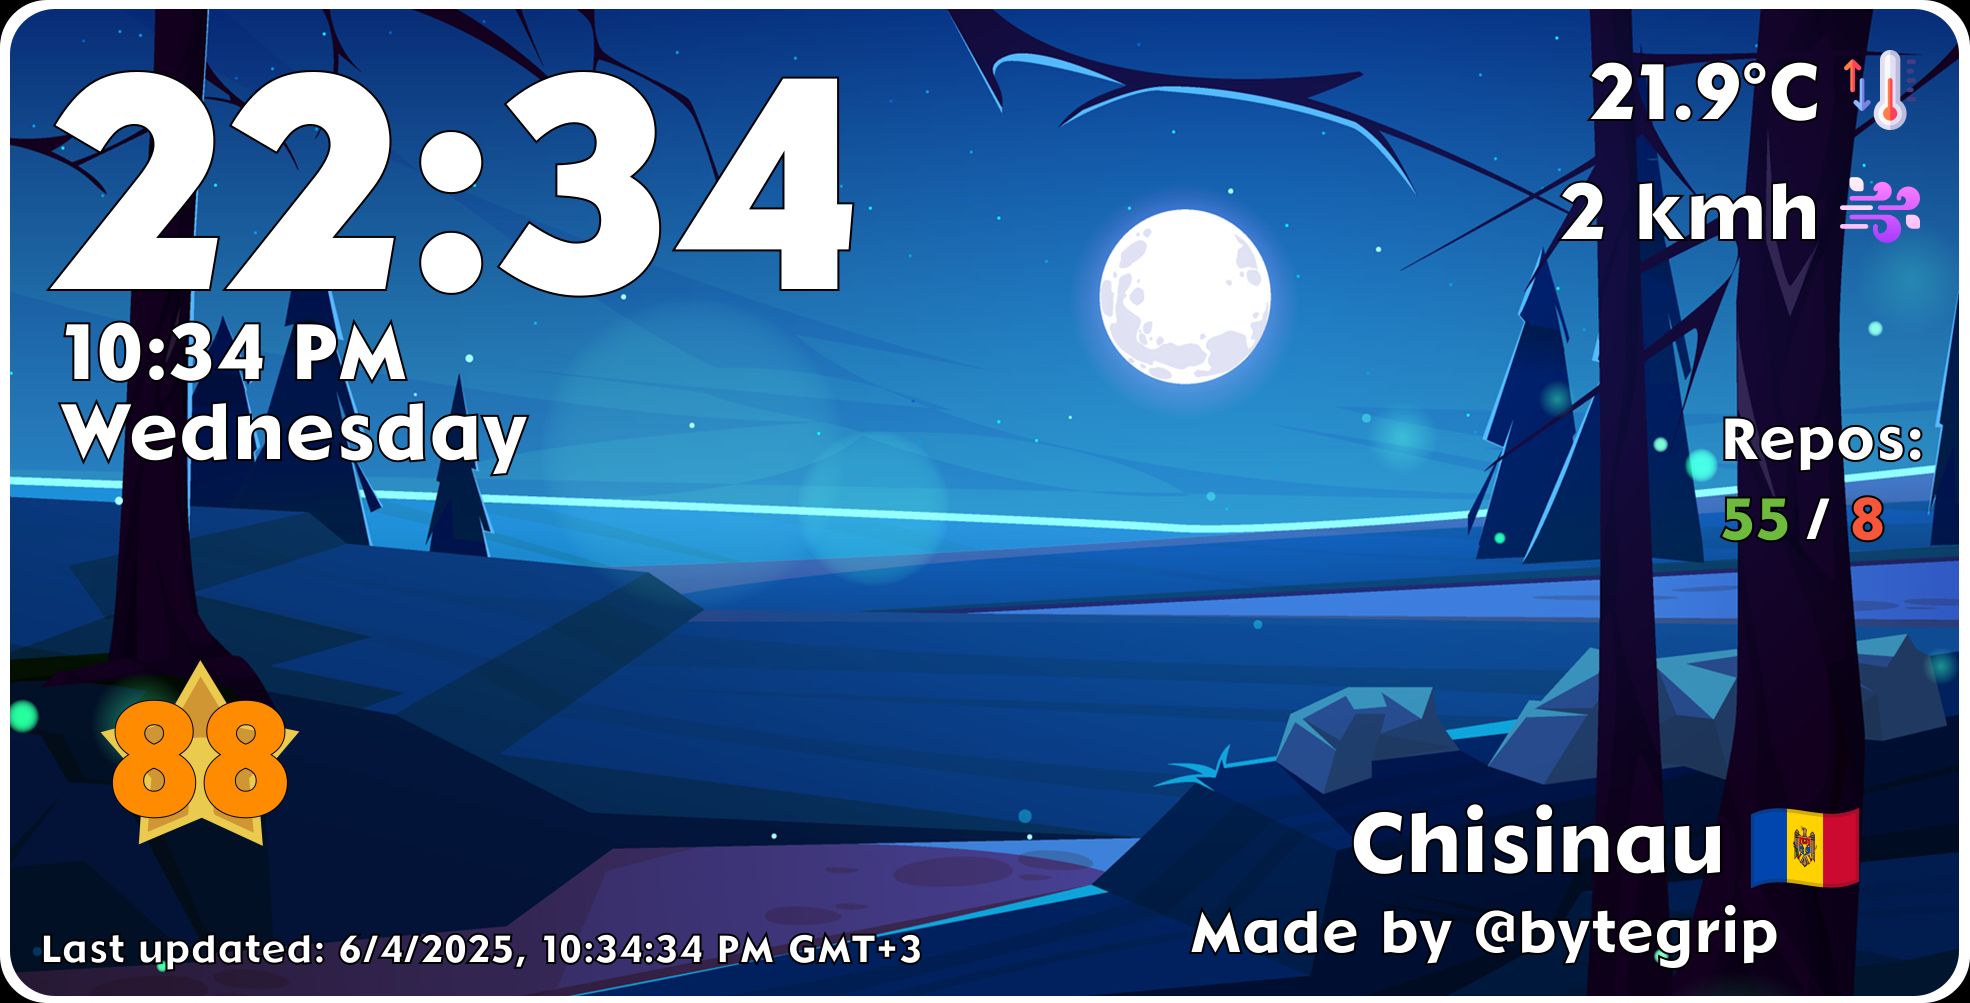 22:34
10:34 PM
Wednesday
21.9°C
2 kmh
Repos:
55 / 8
88
Chisinau
Made by @bytegrip
Last updated: 6/4/2025, 10:34:34 PM GMT+3